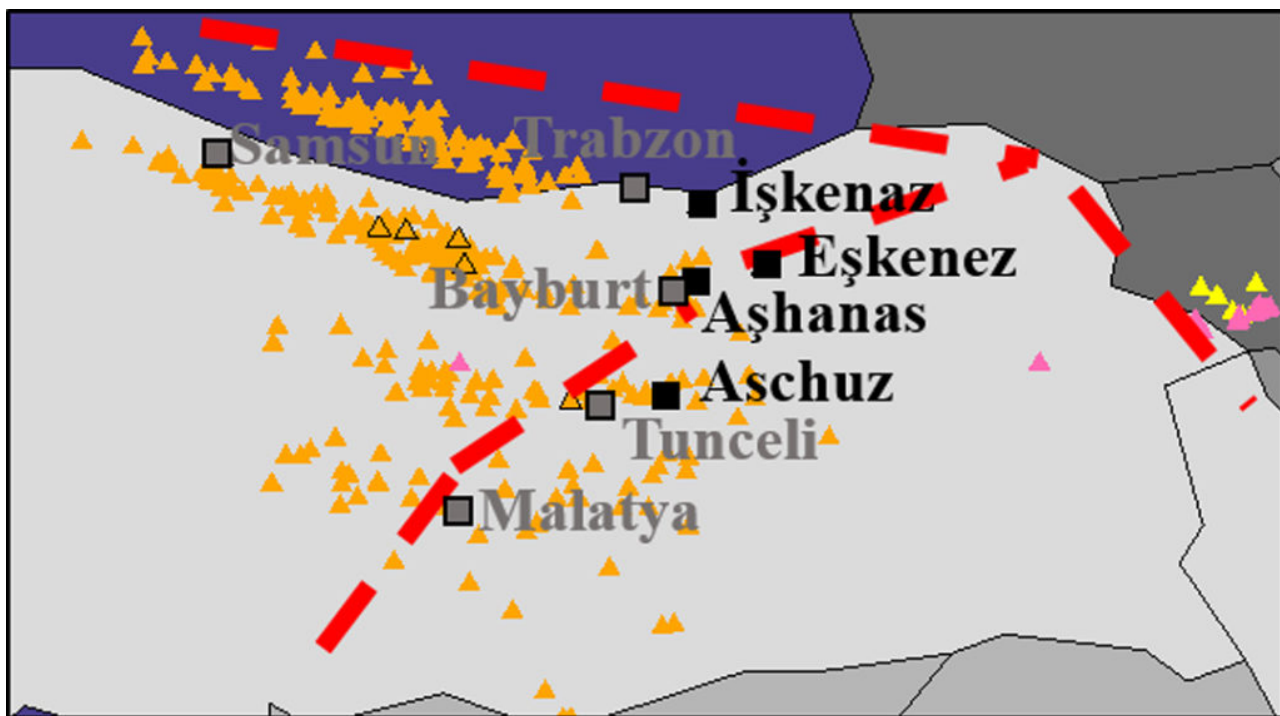 Samsun
Trabzon
İşkenaz
Eşkenez
Bayburt
Aşhanas
Aschuz
Tunceli
Malatya